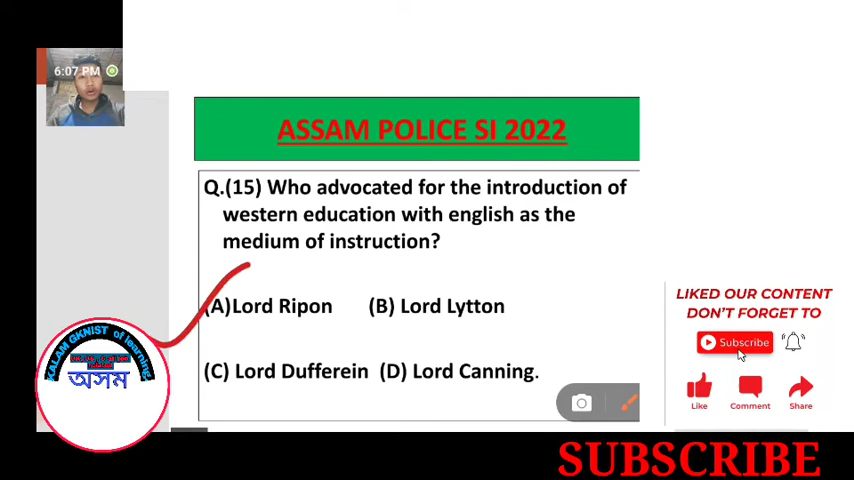 6:07 PM
ASSAM POLICE SI 2022
Q.(15) Who advocated for the introduction of
western education with english as the
medium of instruction?
(A)Lord Ripon (B) Lord Lytton
(C) Lord Dufferein (D) Lord Canning.
KALAM GKNIST of learning
অসম
LIKED OUR CONTENT
DON'T FORGET TO
Subscribe
Like Comment Share
SUBSCRIBE